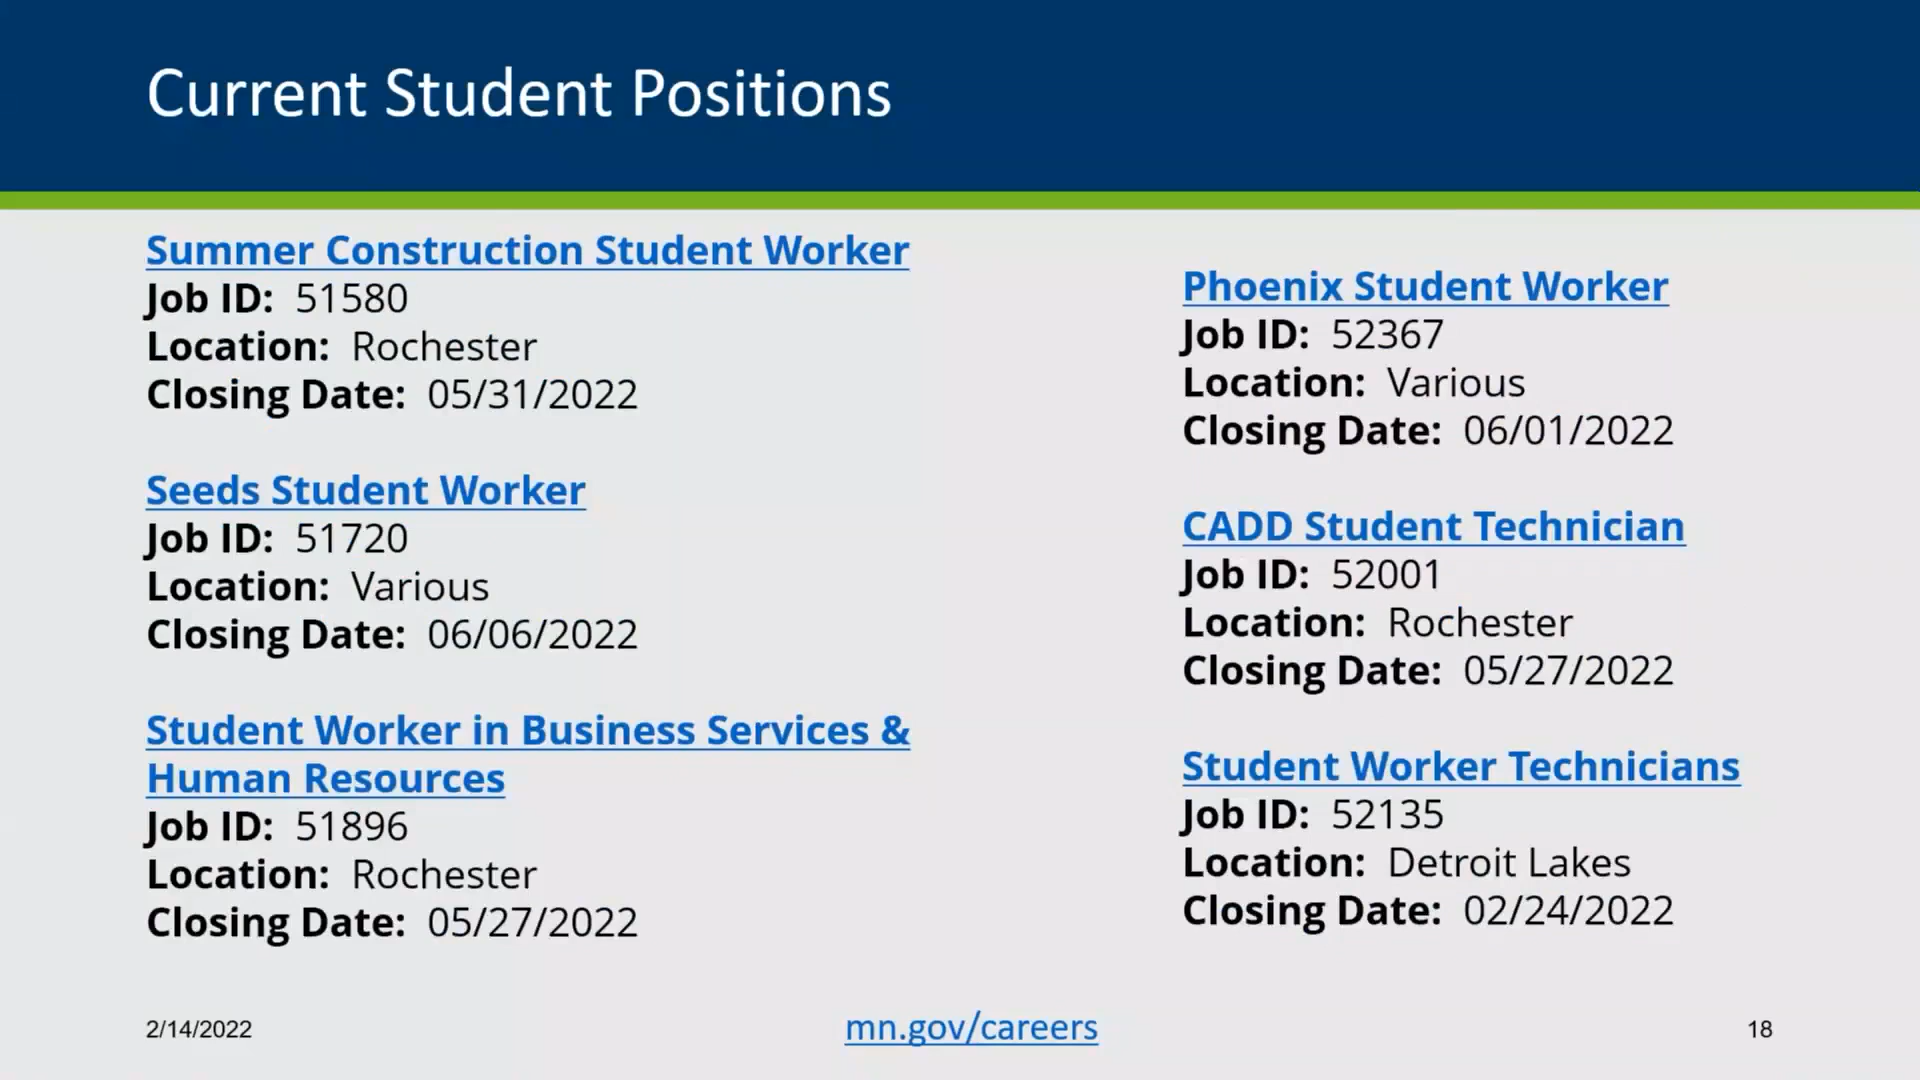 Current Student Positions
Summer Construction Student Worker
Job ID: 51580
Location: Rochester
Closing Date: 05/31/2022
Seeds Student Worker
Job ID: 51720
Location: Various
Closing Date: 06/06/2022
Student Worker in Business Services &
Human Resources
Job ID: 51896
Location: Rochester
Closing Date: 05/27/2022
Phoenix Student Worker
Job ID: 52367
Location: Various
Closing Date: 06/01/2022
CADD Student Technician
Job ID: 52001
Location: Rochester
Closing Date: 05/27/2022
Student Worker Technicians
Job ID: 52135
Location: Detroit Lakes
Closing Date: 02/24/2022
2/14/2022
mn.gov/careers
18